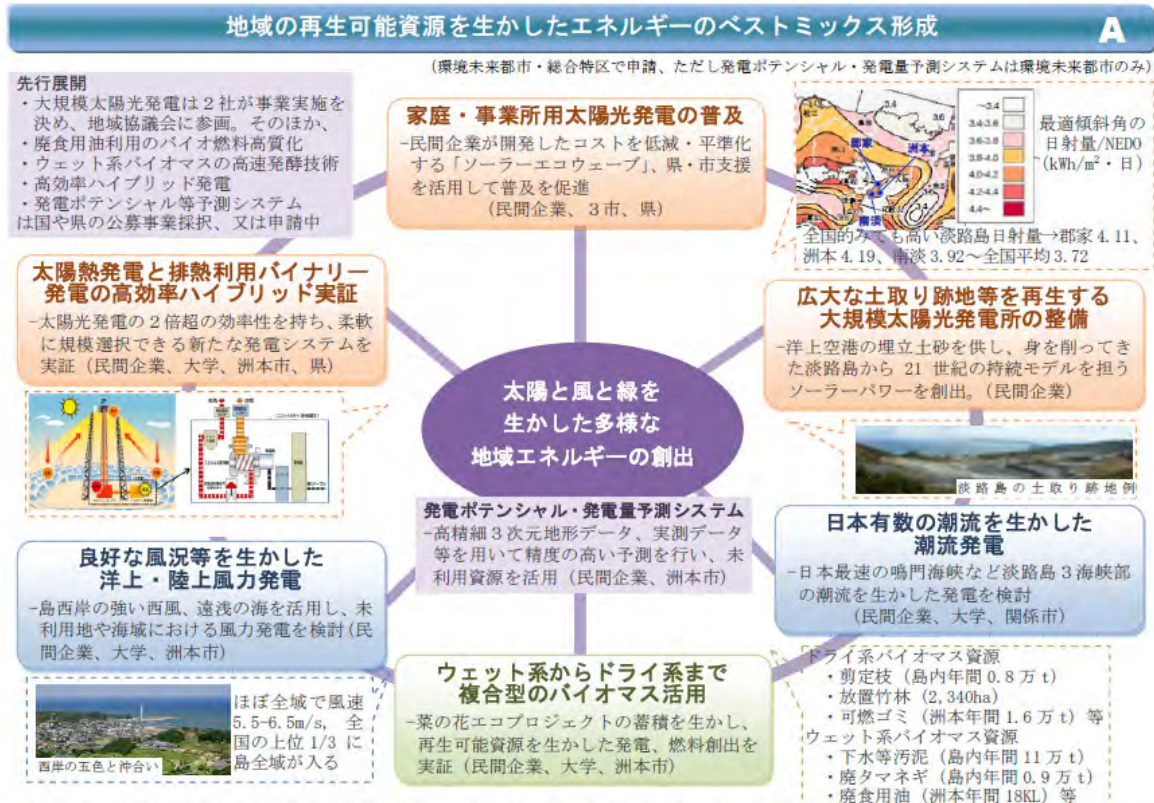 地域の再生可能資源を生かしたエネルギーのベストミックス形成
A
(環境未来都市・総合特区で申請、ただし発電ポテンシャル・発電量予測システムは環境未来都市のみ)
先行展開
・大規模太陽光発電は２社が事業実施を
決め、地域協議会に参画。そのほか、
・廃食用油利用のバイオ燃料高質化
・ウェット系バイオマスの高速発酵技術
・高効率ハイブリッド発電
・発電ポテンシャル等予測システム
は国や県の公募事業採択、又は申請中
家庭・事業所用太陽光発電の普及
−民間企業が開発したコストを低減・平準化
する「ソーラーエコウェーブ」、県・市支援
を活用して普及を促進
(民間企業、３市、県)
郡家
洲本
南淡
3.4
3.4
～3.4
3.4-3.6
3.6-3.8
3.8-4.0
4.0-4.2
4.2-4.4
4.4～
最適傾斜角の
日射量/NEDO
(kWh/m²・日)
全国的みても高い淡路島日射量→郡家 4.11、
洲本 4.19、南淡 3.92～全国平均 3.72
太陽熱発電と排熱利用バイナリー
発電の高効率ハイブリッド実証
−太陽光発電の２倍超の効率性を持ち、柔軟
に規模選択できる新たな発電システムを
実証（民間企業、大学、洲本市、県）
広大な土取り跡地等を再生する
大規模太陽光発電所の整備
−洋上空港の埋立土砂を供し、身を削ってき
た淡路島から 21 世紀の持続モデルを担う
ソーラーパワーを創出。（民間企業）
淡路島の土取り跡地例
太陽と風と緑を
生かした多様な
地域エネルギーの創出
発電ポテンシャル・発電量予測システム
−高精細３次元地形データ、実測データ
等を用いて精度の高い予測を行い、未
利用資源を活用（民間企業、洲本市）
良好な風況等を生かした
洋上・陸上風力発電
−島西岸の強い西風、遠浅の海を活用し、未
利用地や海域における風力発電を検討(民
間企業、大学、洲本市)
西岸の五色と沖合い
ほぼ全域で風速
5.5-6.5m/s, 全
国の上位 1/3 に
島全域が入る
日本有数の潮流を生かした
潮流発電
−日本最速の鳴門海峡など淡路島３海峡部
の潮流を生かした発電を検討
(民間企業、大学、関係市)
ウェット系からドライ系まで
複合型のバイオマス活用
−菜の花エコプロジェクトの蓄積を生かし、
再生可能資源を生かした発電、燃料創出を
実証（民間企業、大学、洲本市）
ドライ系バイオマス資源
・剪定枝（島内年間 0.8 万ｔ）
・放置竹林（2,340ha）
・可燃ゴミ（洲本年間 1.6 万ｔ）等
ウェット系バイオマス資源
・下水等汚泥（島内年間 11 万ｔ）
・廃タマネギ（島内年間 0.9 万ｔ）
・廃食用油（洲本年間 18KL）等